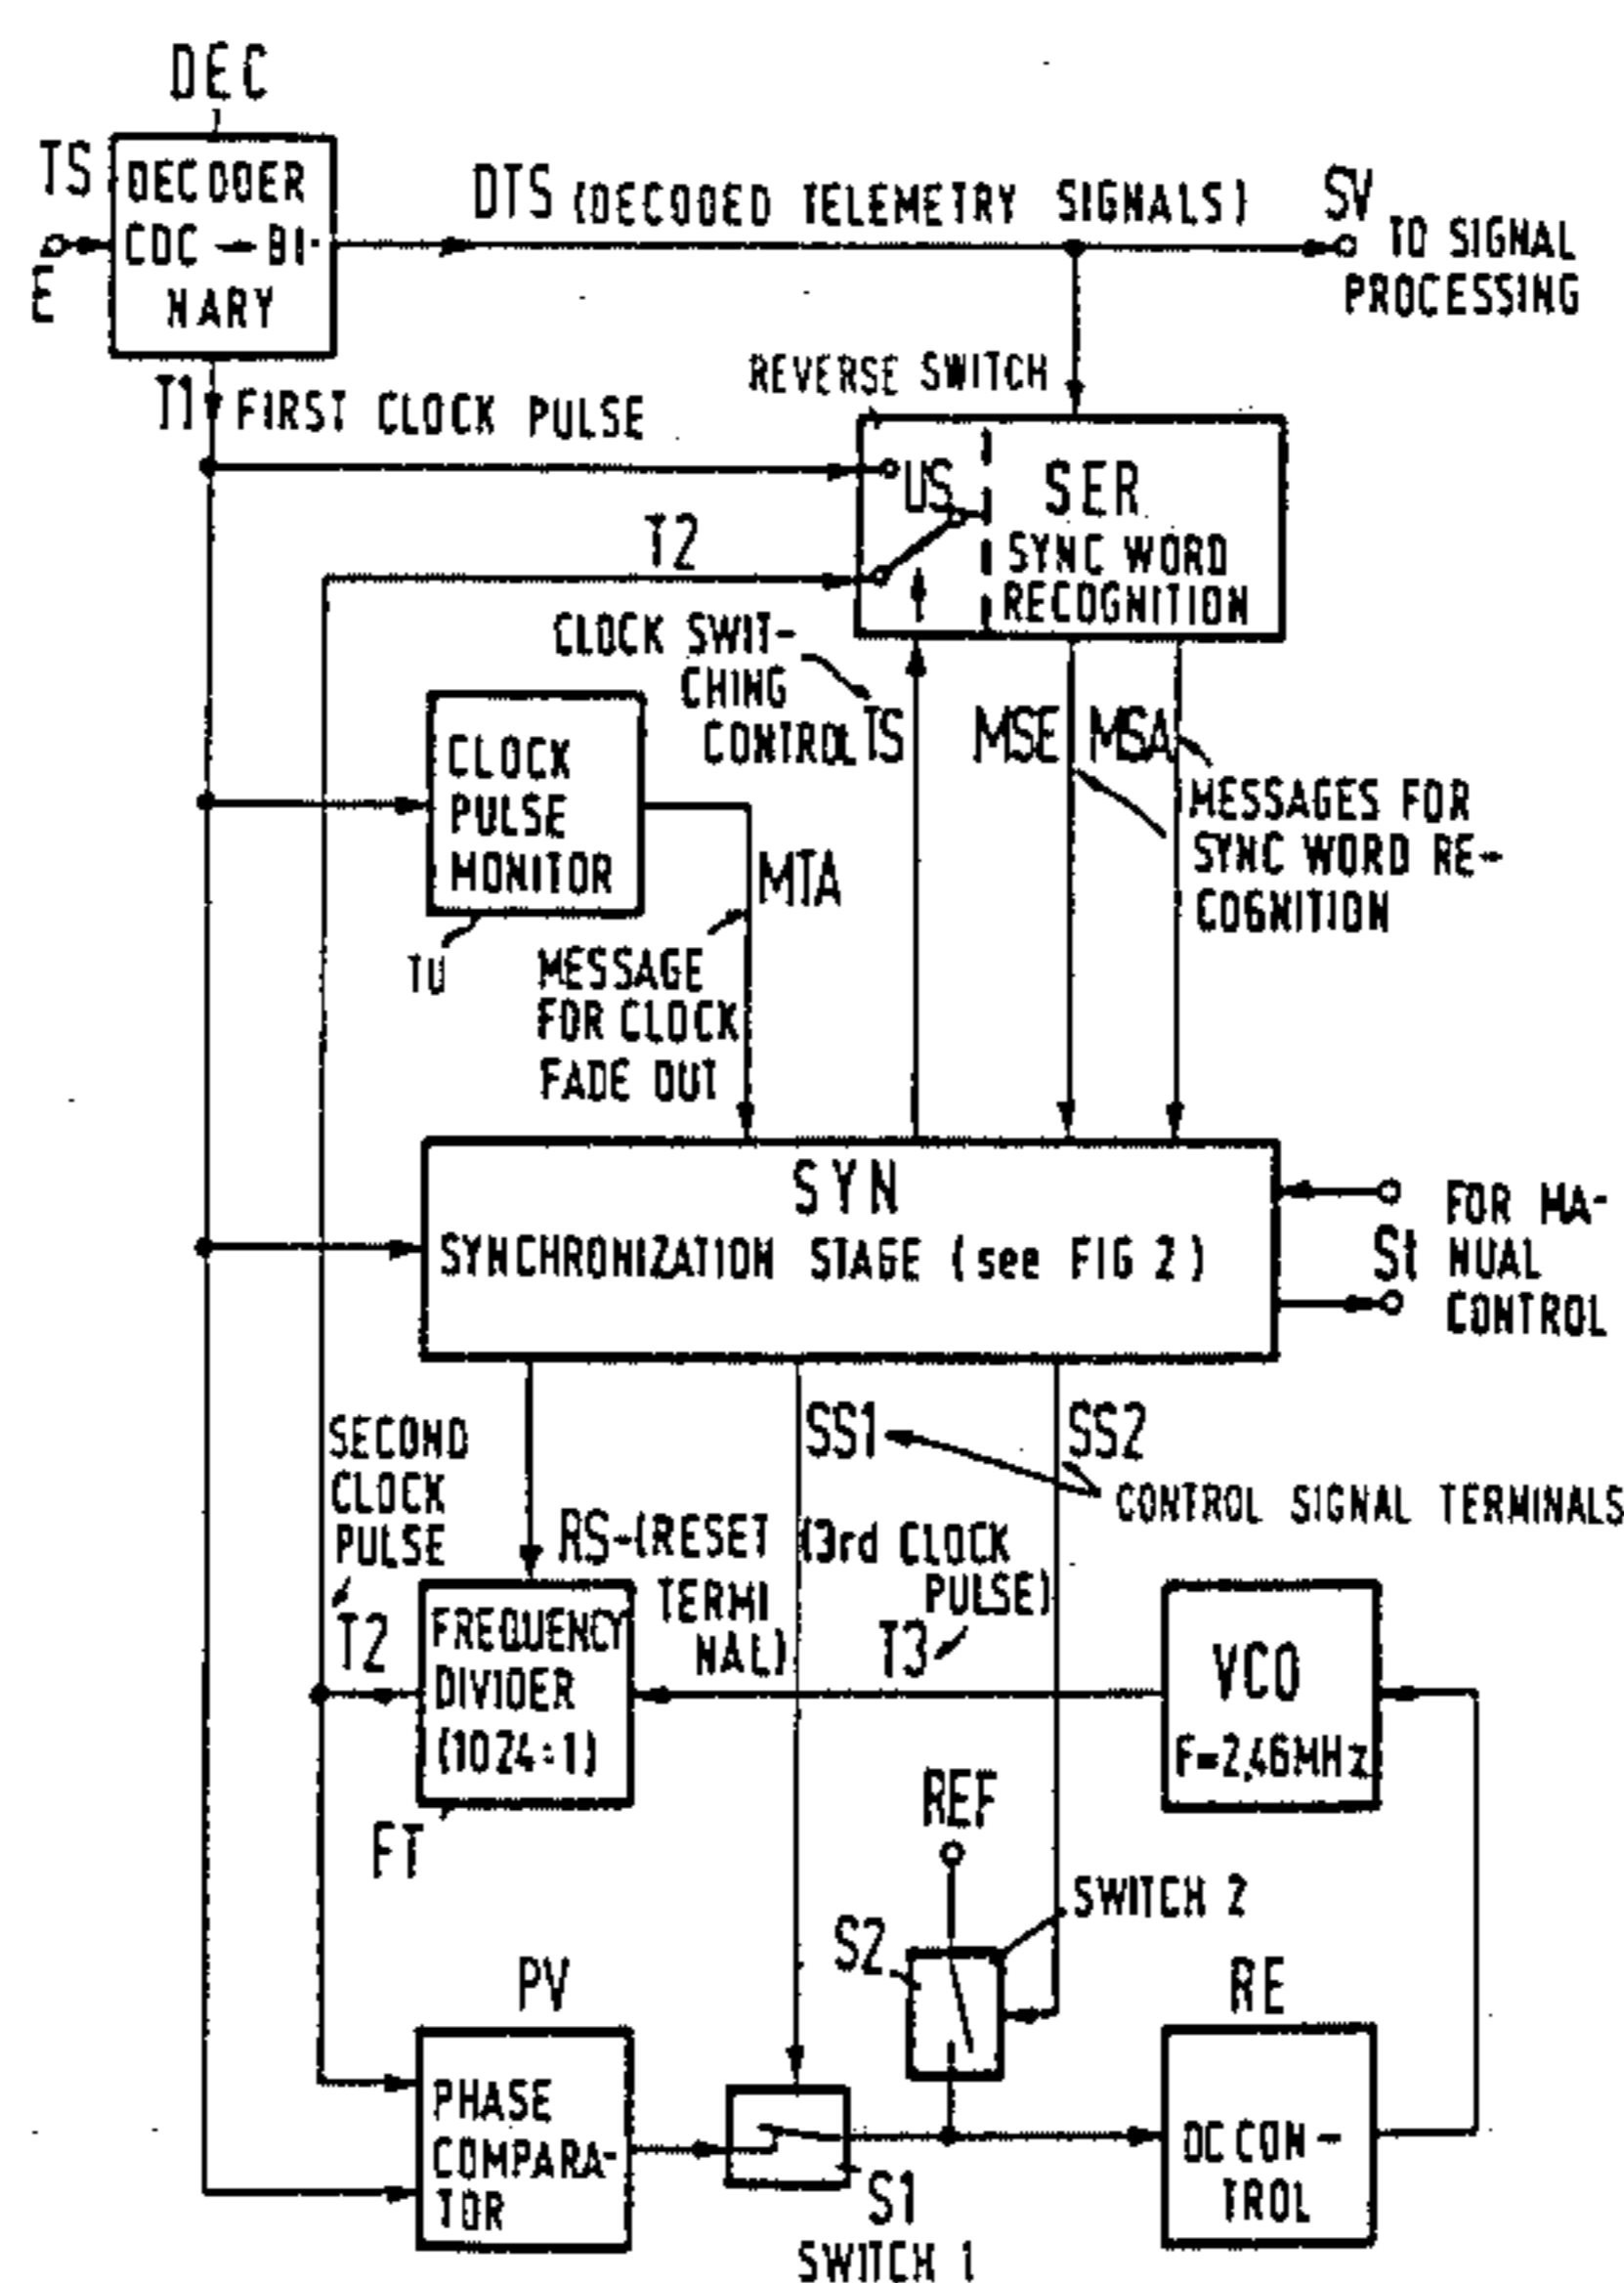 DEC
TS
E
DECODER
CDC → BI-
NARY
DTS (DECODED TELEMETRY SIGNALS)
SV
TO SIGNAL
PROCESSING
T1 FIRST CLOCK PULSE
REVERSE SWITCH
US
SER
SYNC WORD
RECOGNITION
T2
CLOCK SWIT-
CHING
CONTROL TS
MSE MSA
MESSAGES FOR
SYNC WORD RE-
COGNITION
CLOCK
PULSE
MONITOR
TU
MTA
MESSAGE
FOR CLOCK
FADE OUT
SYN
SYNCHRONIZATION STAGE (see FIG 2)
St
FOR MA-
NUAL
CONTROL
SECOND
CLOCK
PULSE
T2
SS1
SS2
CONTROL SIGNAL TERMINALS
RS-(RESET
TERMI
NAL)
(3rd CLOCK
PULSE)
T3
FREQUENCY
DIVIDER
(1024:1)
FT
VCO
F=2,46MHz
REF
S2
SWITCH 2
PV
PHASE
COMPARA-
TOR
S1
SWITCH 1
RE
DC CON-
TROL